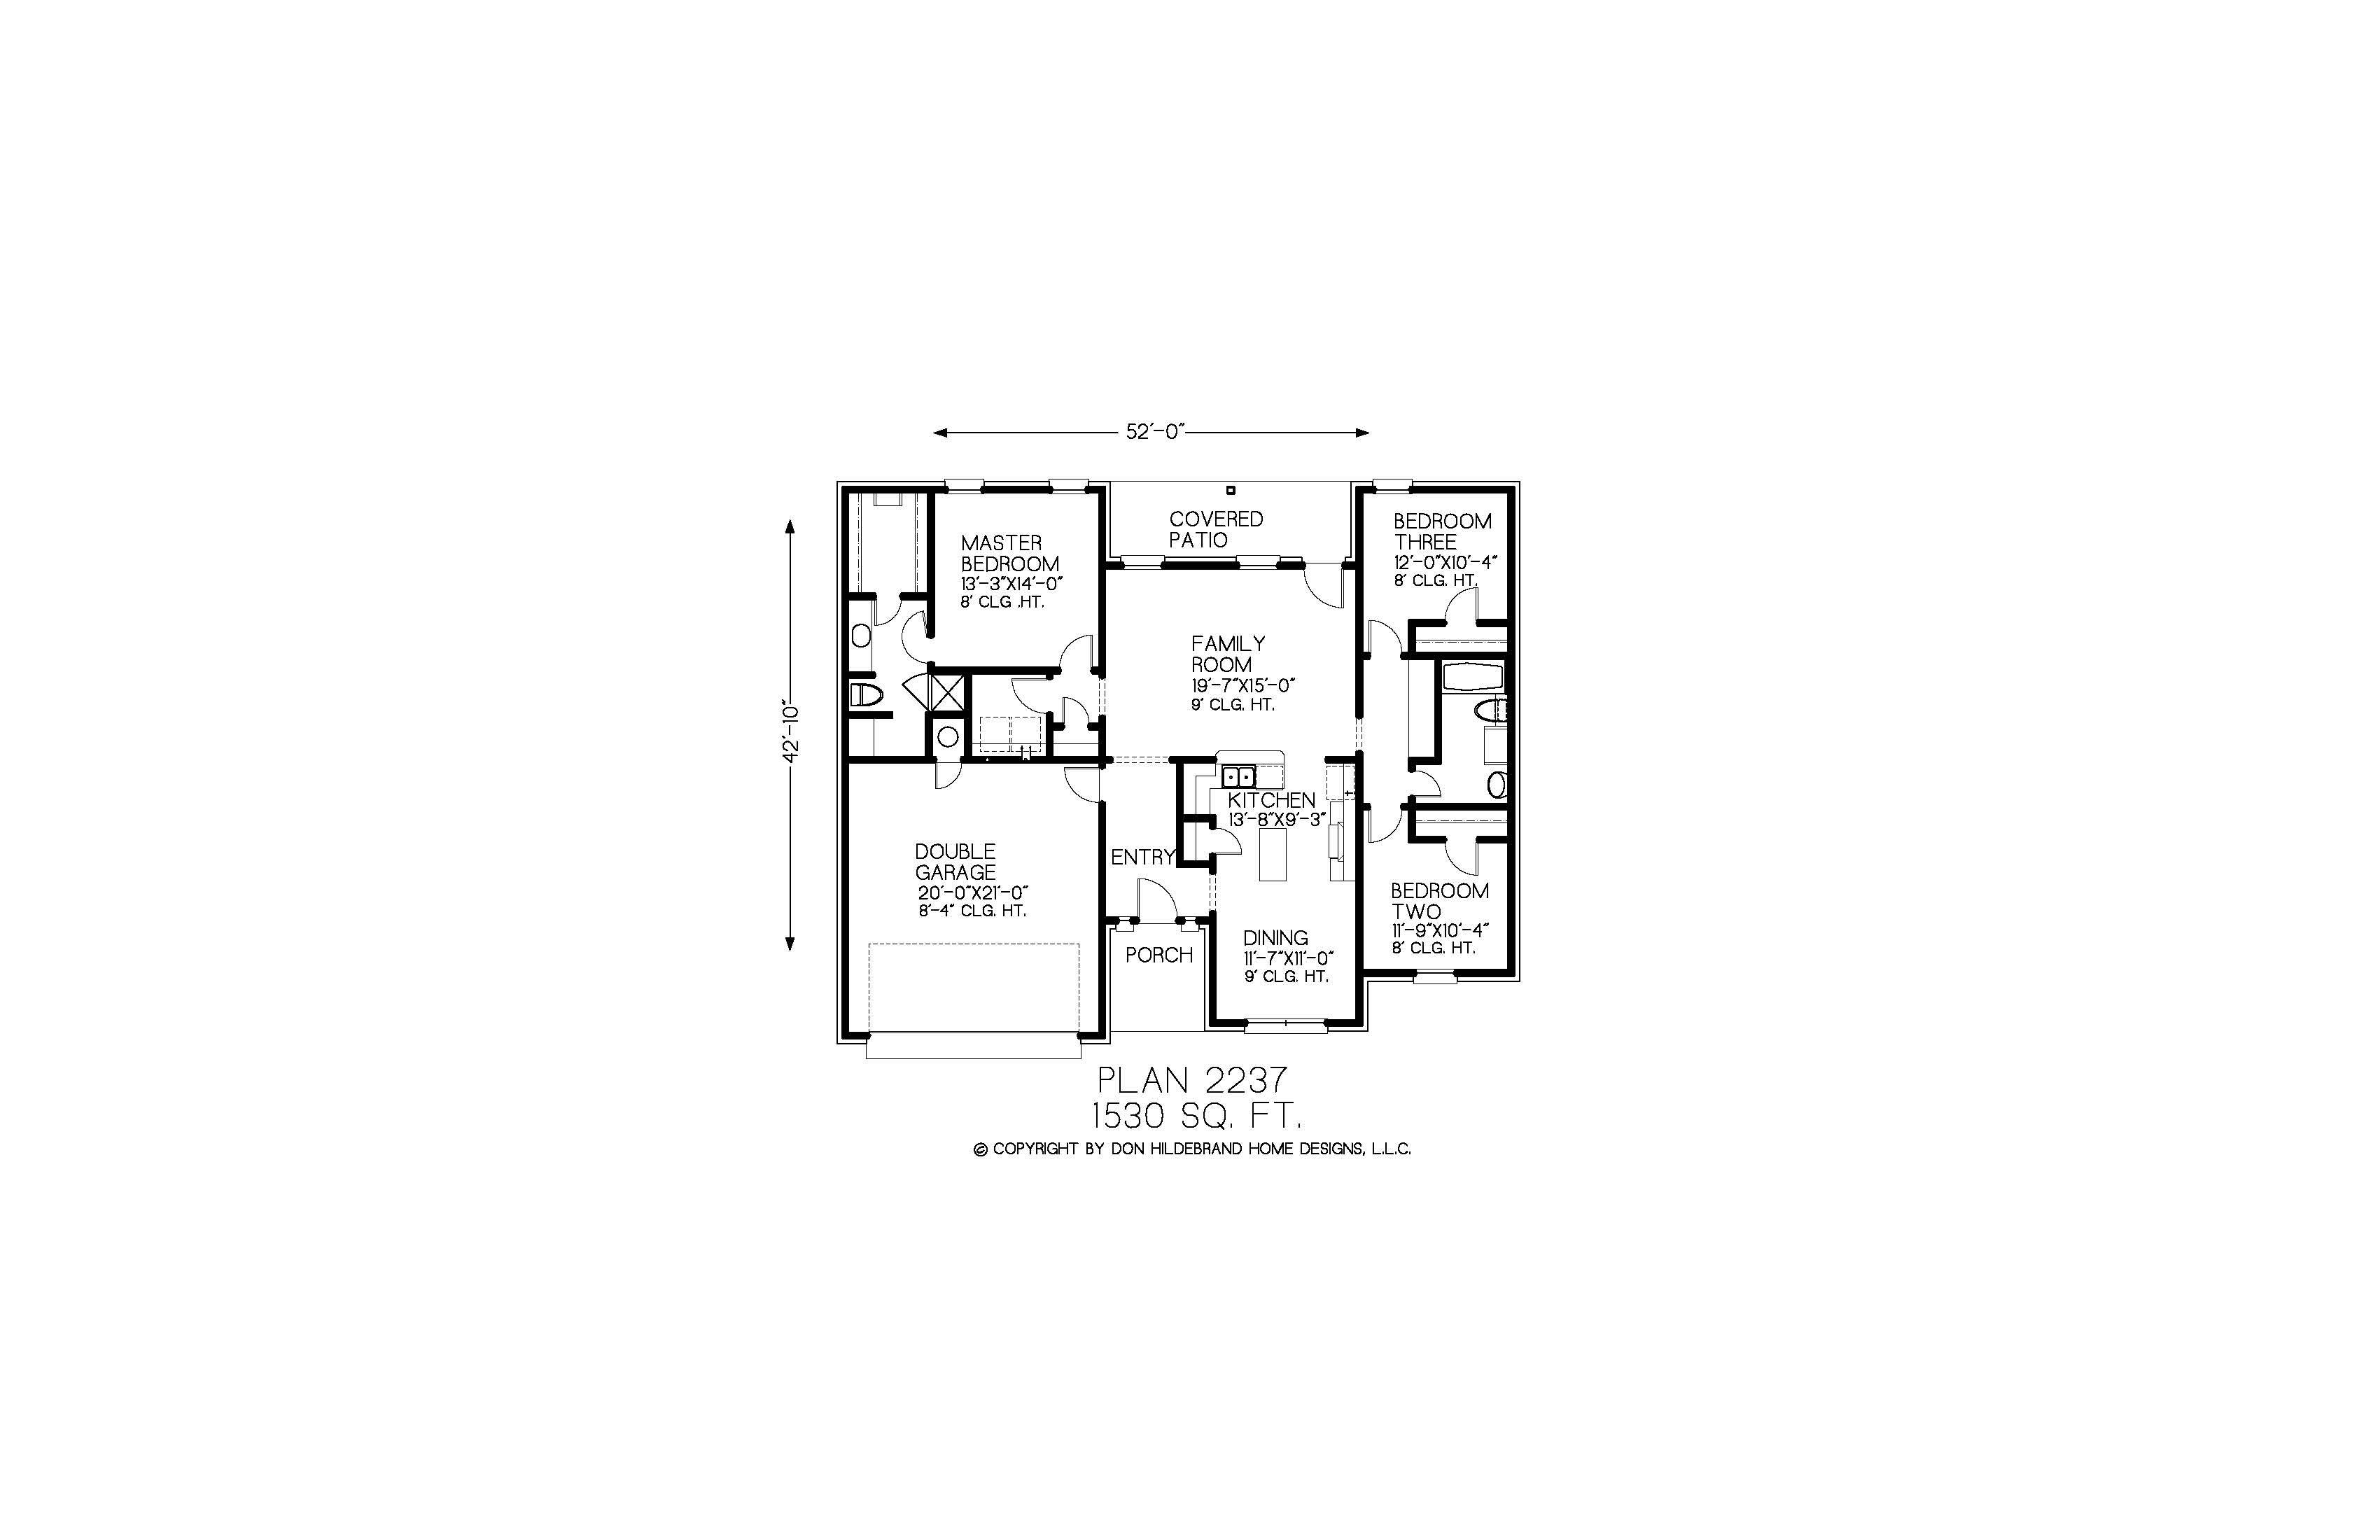 52'-0"
42'-10"
COVERED
PATIO
MASTER
BEDROOM
13'-3"X14'-0"
8' CLG .HT.
BEDROOM
THREE
12'-0"X10'-4"
8' CLG. HT.
FAMILY
ROOM
19'-7"X15'-0"
9' CLG. HT.
KITCHEN
13'-8"X9'-3"
ENTRY
DOUBLE
GARAGE
20'-0"X21'-0"
8'-4" CLG. HT.
BEDROOM
TWO
11'-9"X10'-4"
8' CLG. HT.
DINING
11'-7"X11'-0"
9' CLG. HT.
PORCH
PLAN 2237
1530 SQ. FT.
© COPYRIGHT BY DON HILDEBRAND HOME DESIGNS, L.L.C.